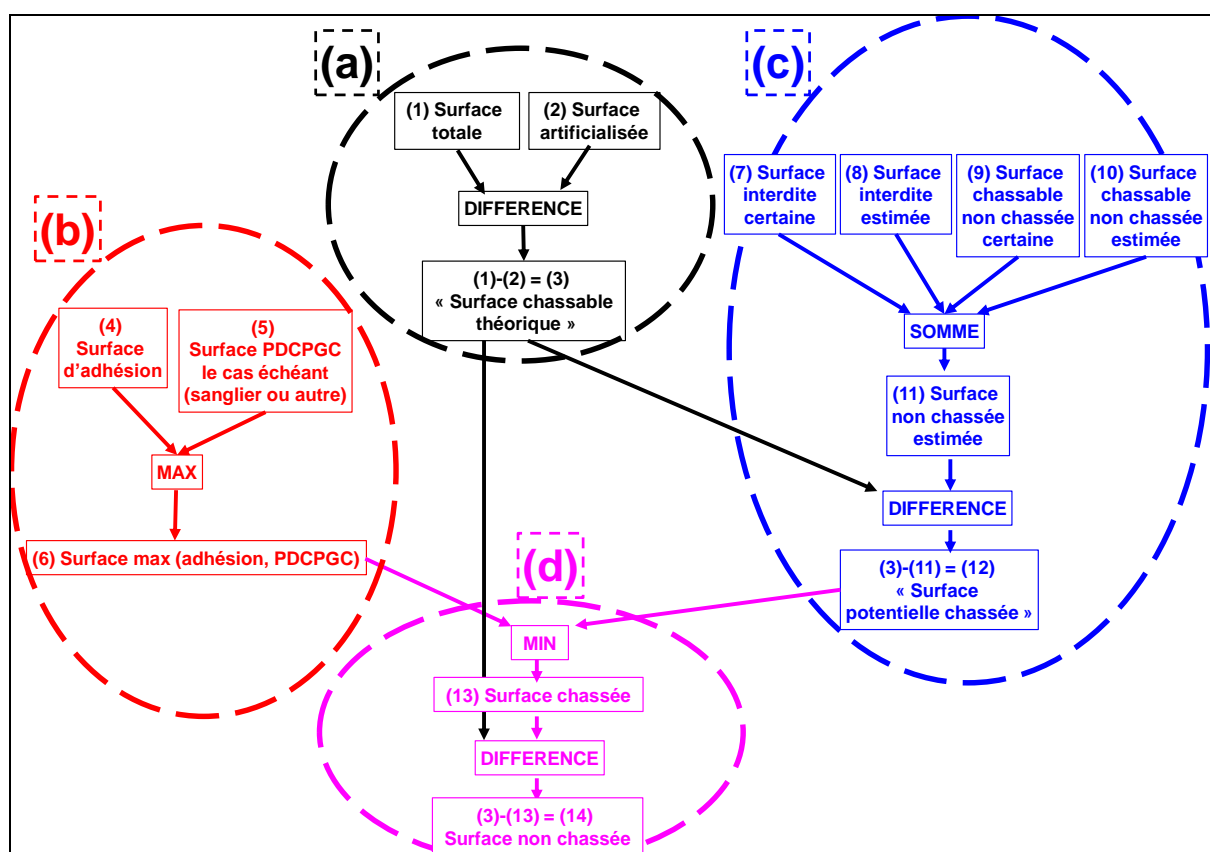 (a)
(1) Surface
totale
(2) Surface
artificialisée
DIFFERENCE
(1)-(2) = (3)
« Surface chassable
théorique »
(b)
(4)
Surface
d’adhésion
(5)
Surface PDCPGC
le cas échéant
(sanglier ou autre)
MAX
(6) Surface max (adhésion, PDCPGC)
(c)
(7) Surface
interdite
certaine
(8) Surface
interdite
estimée
(9) Surface
chassable
non chassée
certaine
(10) Surface
chassable
non chassée
estimée
SOMME
(11) Surface
non chassée
estimée
DIFFERENCE
(3)-(11) = (12)
« Surface
potentielle chassée »
(d)
MIN
(13) Surface chassée
DIFFERENCE
(3)-(13) = (14)
Surface non chassée